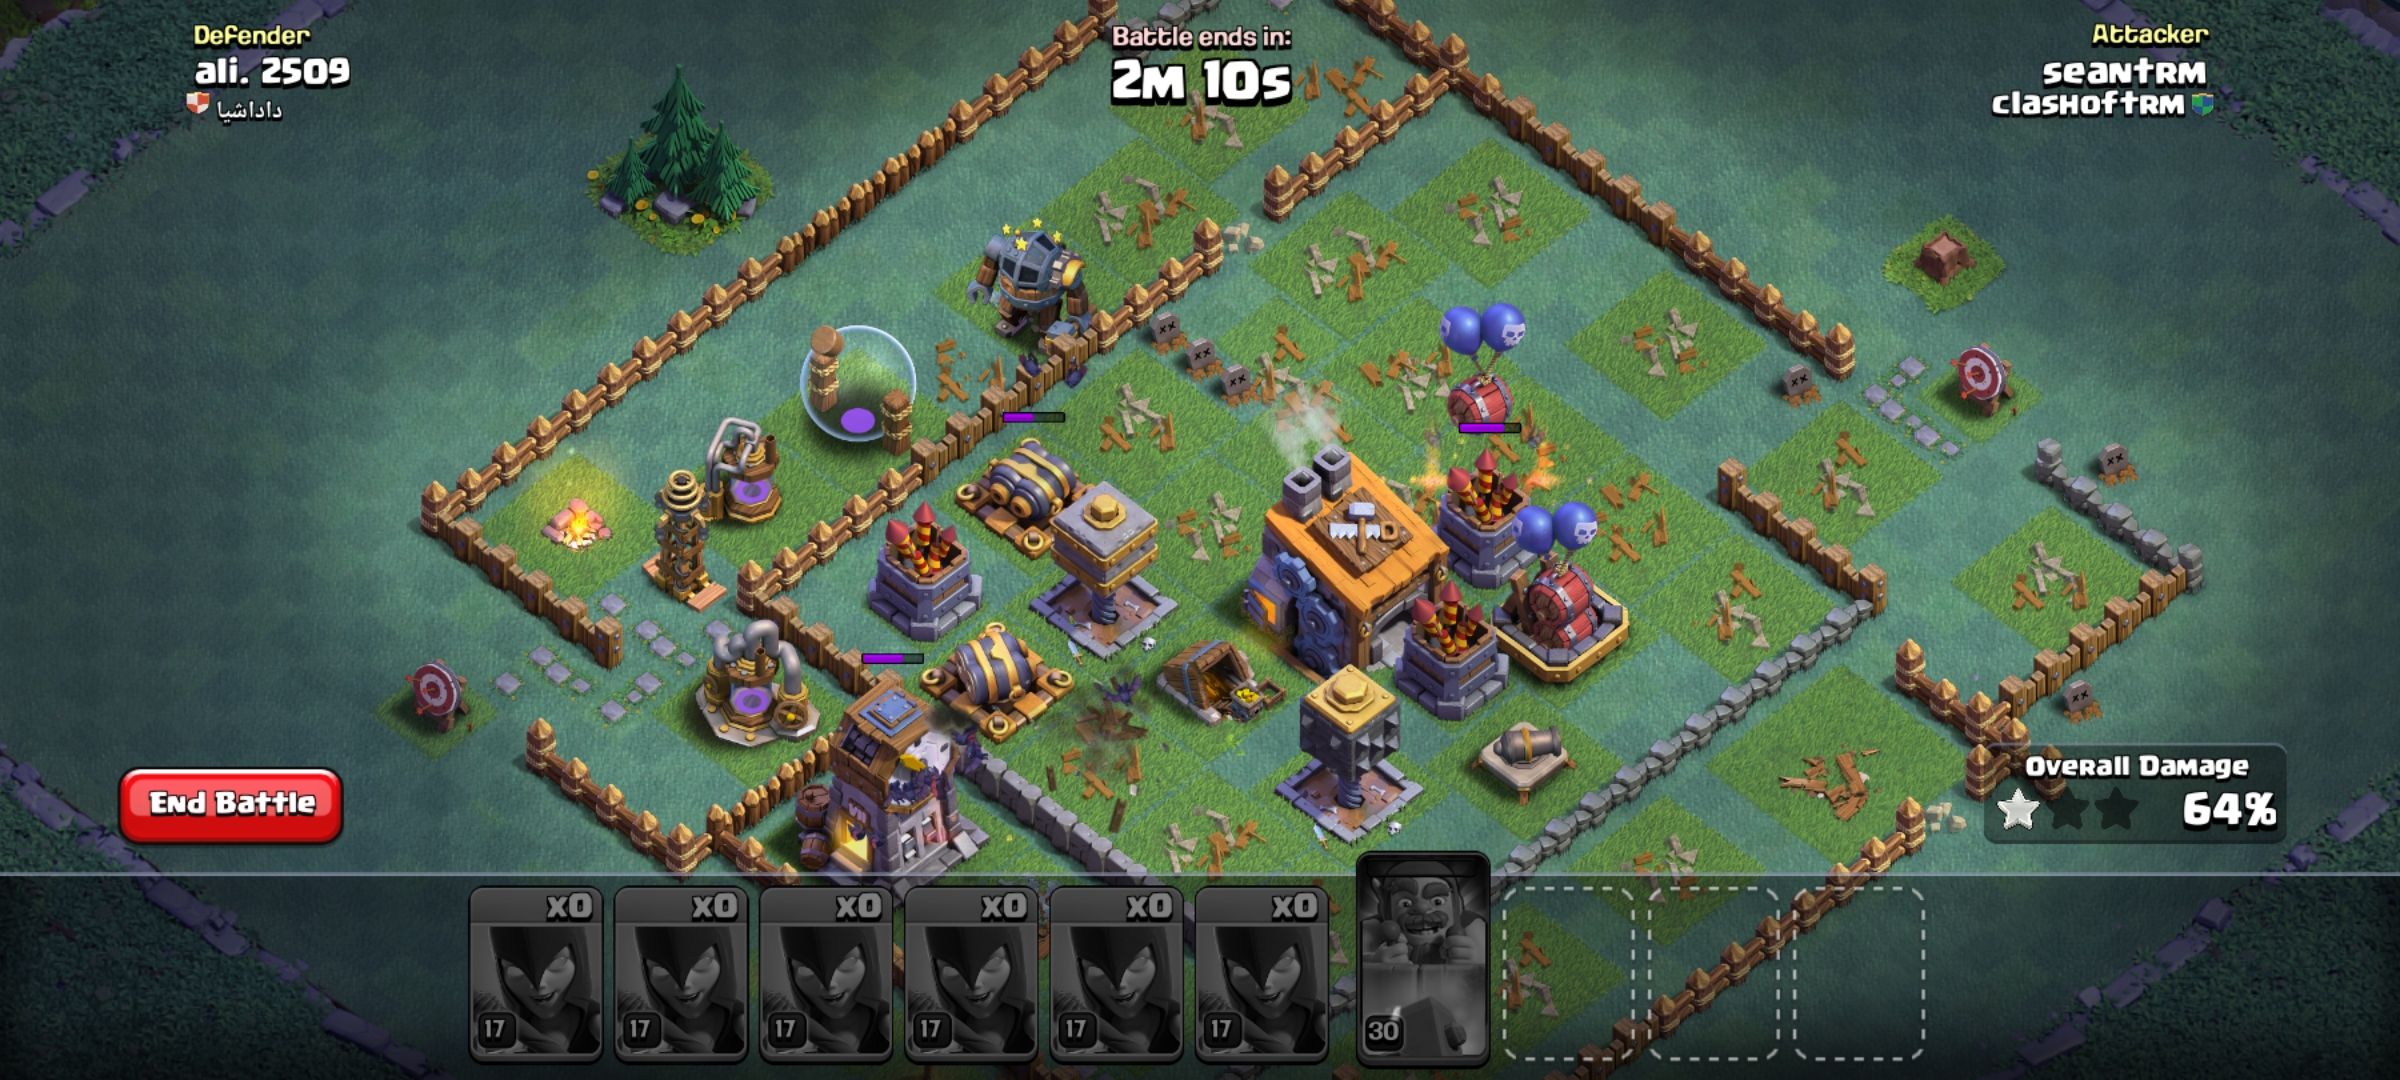 Defender
ali. 2509
داداشیا
Battle ends in:
2M 10s
Attacker
seantRM
clashoftRM
End Battle
Overall Damage
64%
x0 x0 x0 x0 x0 x0
17 17 17 17 17 17 30